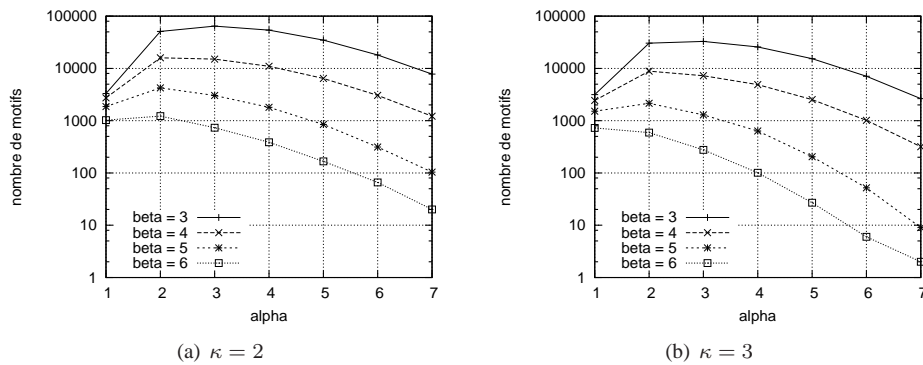 100000
10000
1000
100
10
1
nombre de motifs
beta = 3
beta = 4
beta = 5
beta = 6
1 2 3 4 5 6 7
alpha
(a) κ = 2
100000
10000
1000
100
10
1
nombre de motifs
beta = 3
beta = 4
beta = 5
beta = 6
1 2 3 4 5 6 7
alpha
(b) κ = 3